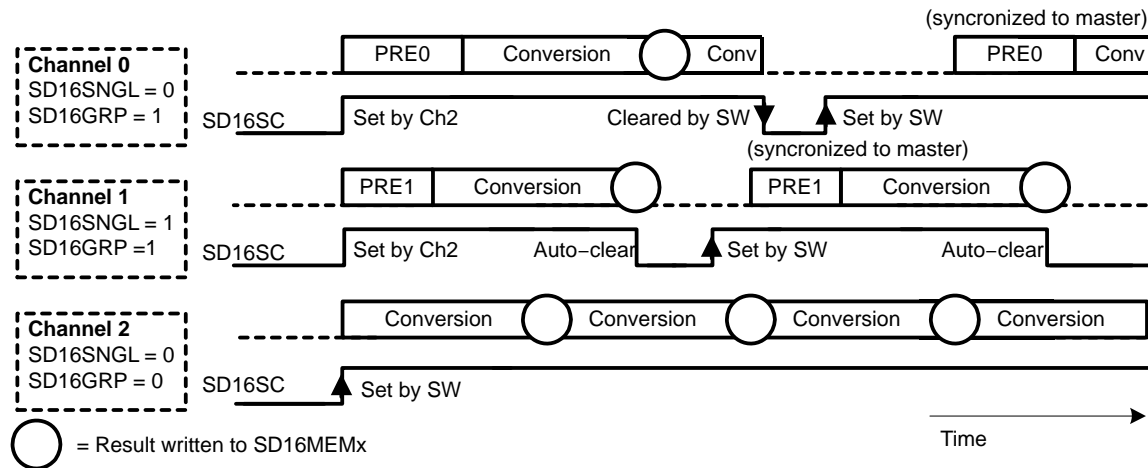 (syncronized to master)
Channel 0
SD16SNGL = 0
SD16GRP = 1
PRE0 Conversion Conv PRE0 Conv
SD16SC Set by Ch2 Cleared by SW Set by SW
(syncronized to master)
Channel 1
SD16SNGL = 1
SD16GRP =1
PRE1 Conversion PRE1 Conversion
SD16SC Set by Ch2 Auto−clear Set by SW Auto−clear
Channel 2
SD16SNGL = 0
SD16GRP = 0
Conversion Conversion Conversion Conversion
SD16SC Set by SW
= Result written to SD16MEMx
Time